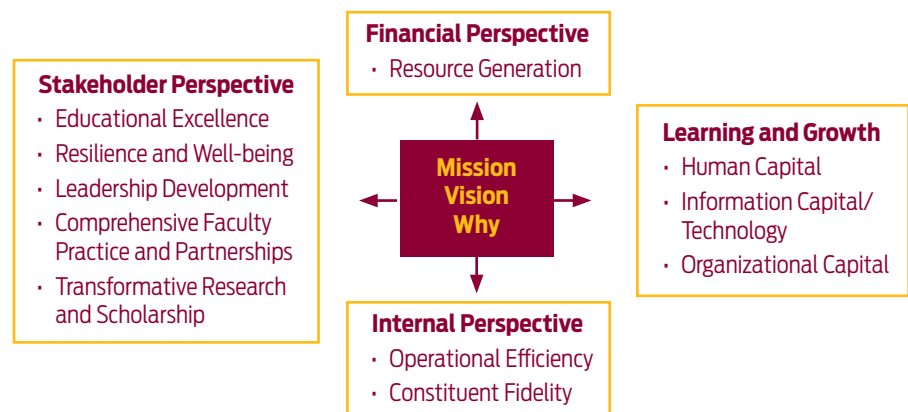 Financial Perspective
· Resource Generation
Stakeholder Perspective
· Educational Excellence
· Resilience and Well-being
· Leadership Development
· Comprehensive Faculty
Practice and Partnerships
· Transformative Research
and Scholarship
Mission
Vision
Why
Learning and Growth
· Human Capital
· Information Capital/
Technology
· Organizational Capital
Internal Perspective
· Operational Efficiency
· Constituent Fidelity